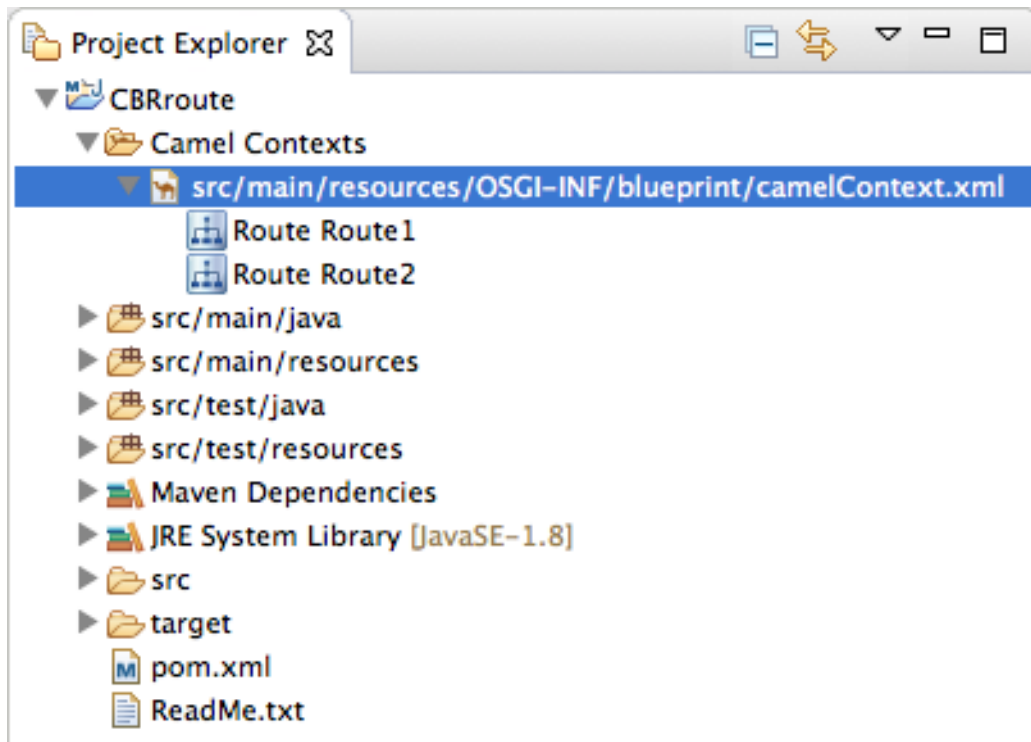 Project Explorer
CBRroute
Camel Contexts
src/main/resources/OSGI-INF/blueprint/camelContext.xml
Route Route1
Route Route2
src/main/java
src/main/resources
src/test/java
src/test/resources
Maven Dependencies
JRE System Library [JavaSE-1.8]
src
target
pom.xml
ReadMe.txt